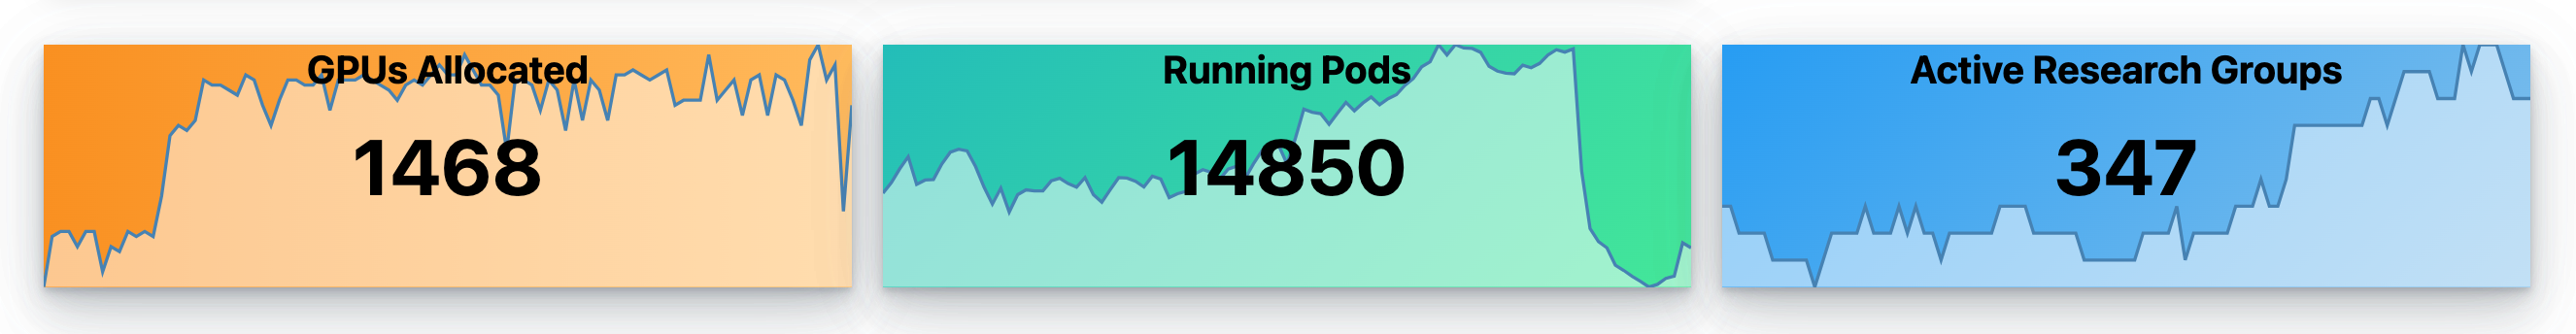 GPUs Allocated
1468
Running Pods
14850
Active Research Groups
347